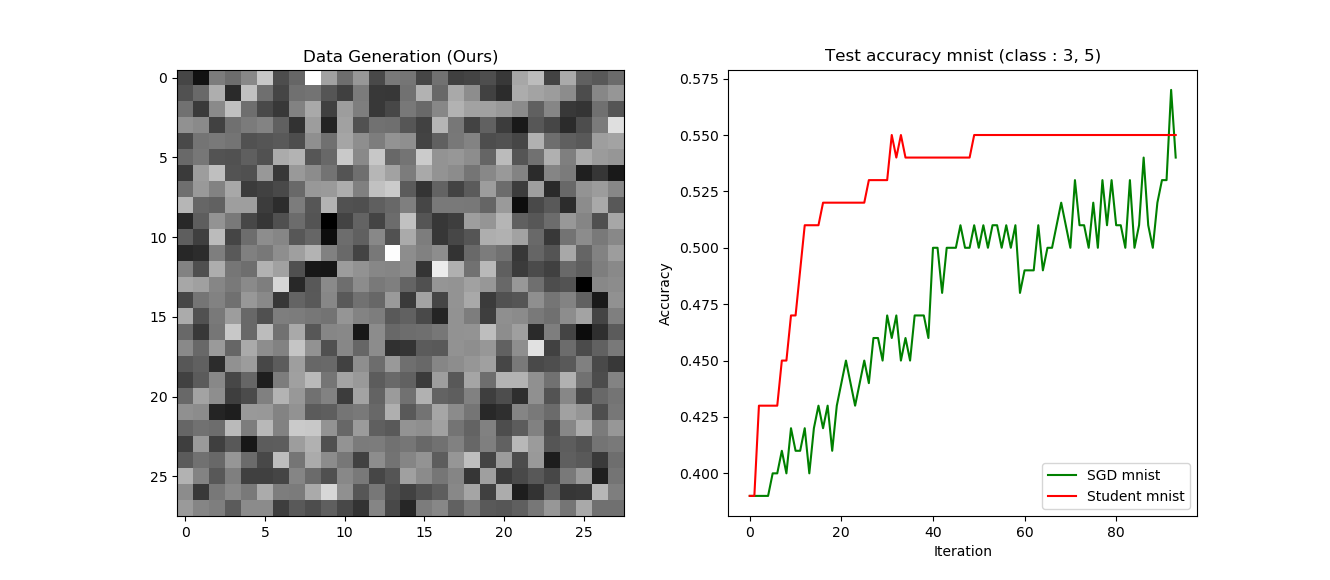 Data Generation (Ours)
0
5
10
15
20
25
0 5 10 15 20 25
Test accuracy mnist (class : 3, 5)
0.575
0.550
0.525
0.500
0.475
0.450
0.425
0.400
Accuracy
0 20 40 60 80
Iteration
SGD mnist
Student mnist